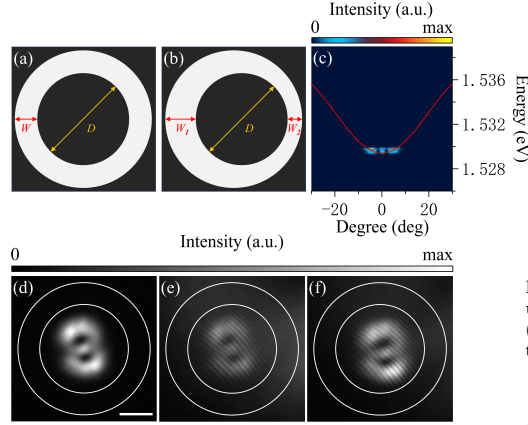 Intensity (a.u.)
0 max
(a) (b) (c)
W D W1 D W2
1.536
1.532
1.528
Energy (eV)
−20 0 20
Degree (deg)
Intensity (a.u.)
0 max
(d) (e) (f)